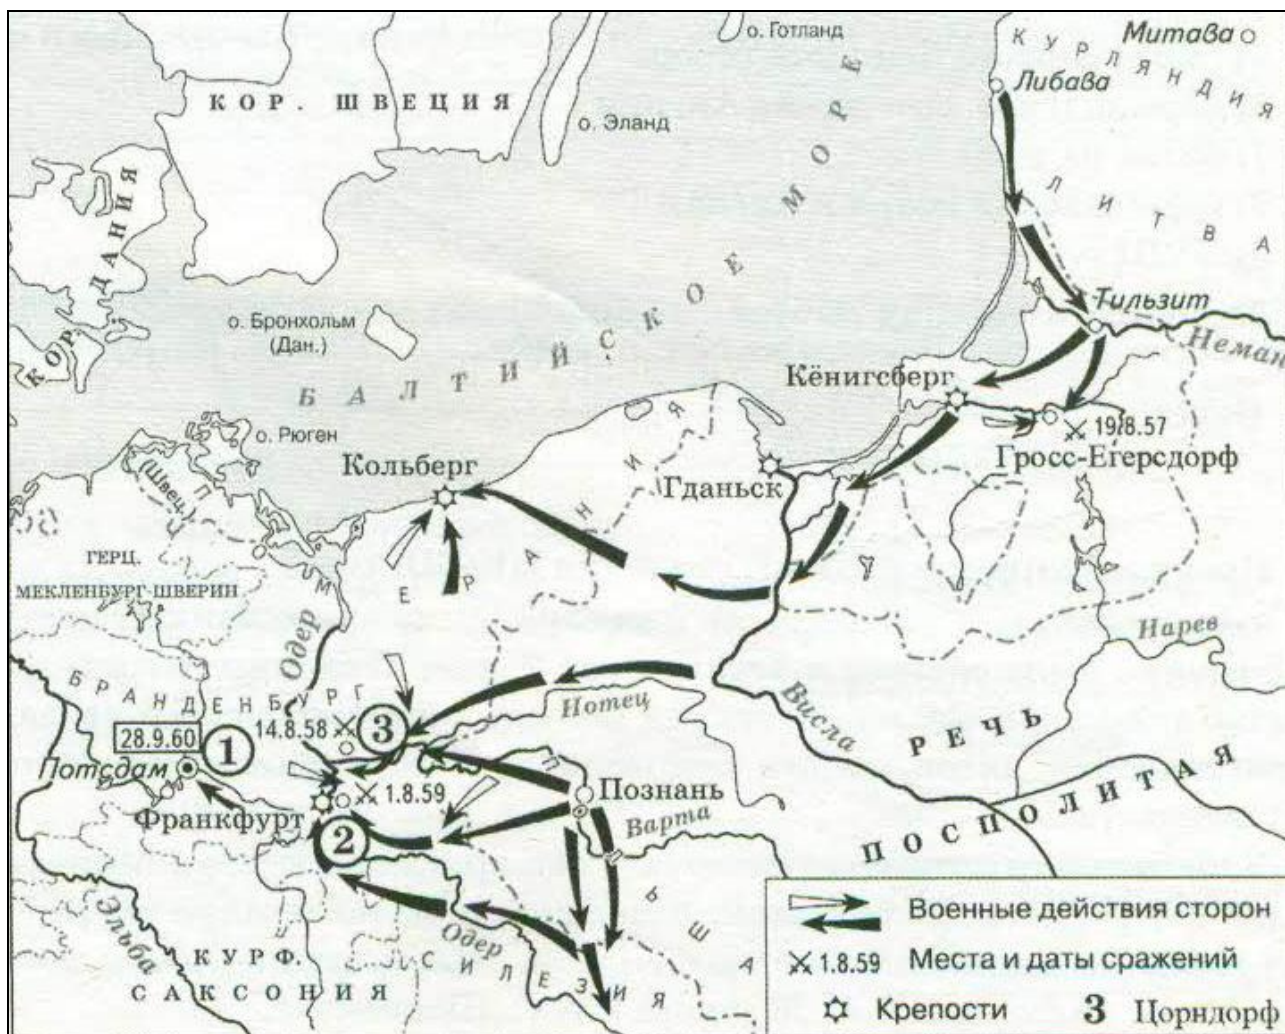 о. Готланд
Митава
КУРЛЯНДИЯ
Либава
КОР. ШВЕЦИЯ
о. Эланд
БАЛТИЙСКОЕ МОРЕ
ЛИТВА
КОР. ДАНИЯ
о. Бронхольм
(Дан.)
Тильзит
Неман
Кёнигсберг
19.8.57
Гросс-Егерсдорф
о. Рюген
Кольберг
Гданьск
(Швец.)
ПОМЕРАНИЯ
ГЕРЦ.
МЕКЛЕНБУРГ-ШВЕРИН
Одер
Нарев
БРАНДЕНБУРГ
Нотец
Висла
РЕЧЬ
ПОСПОЛИТАЯ
14.8.58
3
28.9.60
1
Потсдам
1.8.59
Познань
Варта
Франкфурт
2
ПОЛЬША
Эльба
Одер
КУРФ.
САКСОНИЯ
СИЛЕЗИЯ
Военные действия сторон
1.8.59 Места и даты сражений
Крепости 3 Цорндорф